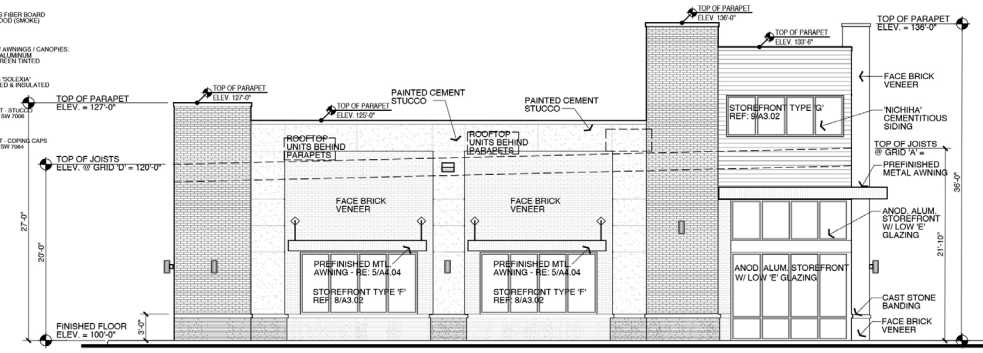 S FIBER BOARD
OOD (SMOKE)
/ AWNINGS / CANOPIES:
ALUMINUM
REEN TINTED
'SOLEXIA'
ED & INSULATED
T - STUCCO
SW 7006
T - COPING CAPS
SW 7064
TOP OF PARAPET
ELEV. = 127'-0"
TOP OF JOISTS
ELEV. @ GRID 'D' = 120'-0"
27'-0"
20'-0"
3'-0"
FINISHED FLOOR
ELEV. = 100'-0"
TOP OF PARAPET
ELEV. 127'-0"
TOP OF PARAPET
ELEV. 125'-0"
PAINTED CEMENT
STUCCO
PAINTED CEMENT
STUCCO
ROOFTOP
UNITS BEHIND
PARAPETS
ROOFTOP
UNITS BEHIND
PARAPETS
FACE BRICK
VENEER
FACE BRICK
VENEER
PREFINISHED MTL.
AWNING - RE: 5/A4.04
STOREFRONT TYPE 'F'
REF: 8/A3.02
PREFINISHED MTL.
AWNING - RE: 5/A4.04
STOREFRONT TYPE 'F'
REF: 8/A3.02
TOP OF PARAPET
ELEV. 136'-0"
TOP OF PARAPET
ELEV. 133'-6"
STOREFRONT TYPE 'G'
REF: 9/A3.02
ANOD. ALUM. STOREFRONT
W/ LOW 'E' GLAZING
TOP OF PARAPET
ELEV. = 136'-0"
FACE BRICK
VENEER
'NICHIHA'
CEMENTITIOUS
SIDING
TOP OF JOISTS
@ GRID 'A' =
PREFINISHED
METAL AWNING
ANOD. ALUM.
STOREFRONT
W/ LOW 'E'
GLAZING
36'-0"
21'-10"
CAST STONE
BANDING
FACE BRICK
VENEER